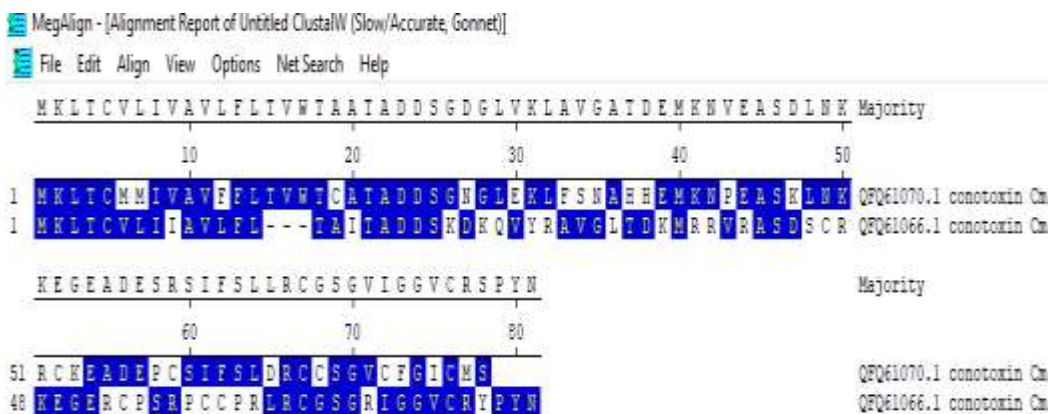 MegAlign - [Alignment Report of Untitled ClustalW (Slow/Accurate, Gonnet)]
File Edit Align View Options Net Search Help
M K L T C V L I V A V L F L T V W T A A T A D D S G D G L V K L A V G A T D E M K N V E A S D L N K Majority
10 20 30 40 50
1 M K L T C M M I V A V F F L T V W T C A T A D D S G N G L E K L F S N A H H E M K N P E A S K L N K QFQ61070.1 conotoxin Cm
1 M K L T C V L I I A V L F L - - - T A I T A D D S K D K Q V Y R A V G L T D K M R R V R A S D S C R QFQ61066.1 conotoxin Cm
K E G E A D E S R S I F S L L R C G S G V I G G V C R S P Y N Majority
60 70 80
51 R C K E A D E P C S I F S L D R C C S G V C F G I C M S QFQ61070.1 conotoxin Cm
48 K E G E R C P S R P C C P R L R C G S G R I G G V C R Y P Y N QFQ61066.1 conotoxin Cm